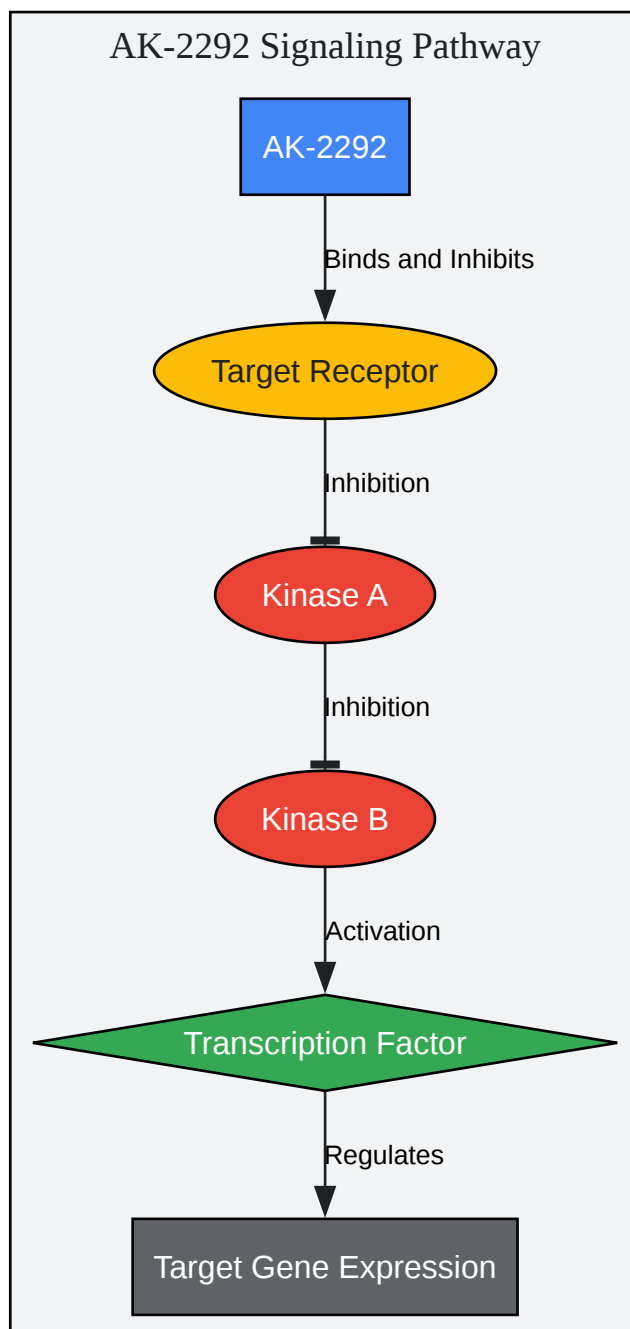 AK-2292 Signaling Pathway
AK-2292
Binds and Inhibits
Target Receptor
Inhibition
Kinase A
Inhibition
Kinase B
Activation
Transcription Factor
Regulates
Target Gene Expression